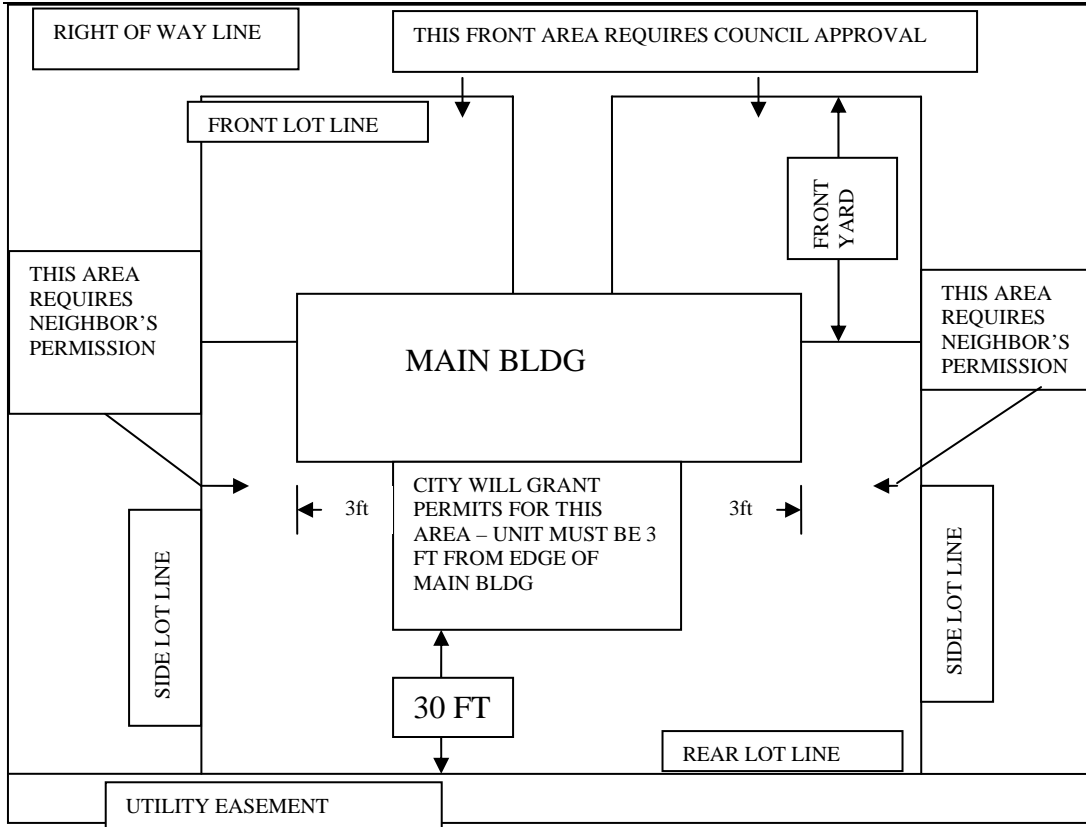 RIGHT OF WAY LINE
THIS FRONT AREA REQUIRES COUNCIL APPROVAL
FRONT LOT LINE
FRONT
YARD
THIS AREA
REQUIRES
NEIGHBOR’S
PERMISSION
THIS AREA
REQUIRES
NEIGHBOR’S
PERMISSION
MAIN BLDG
CITY WILL GRANT
PERMITS FOR THIS
AREA – UNIT MUST BE 3
FT FROM EDGE OF
MAIN BLDG
3ft
3ft
SIDE LOT LINE
SIDE LOT LINE
30 FT
REAR LOT LINE
UTILITY EASEMENT